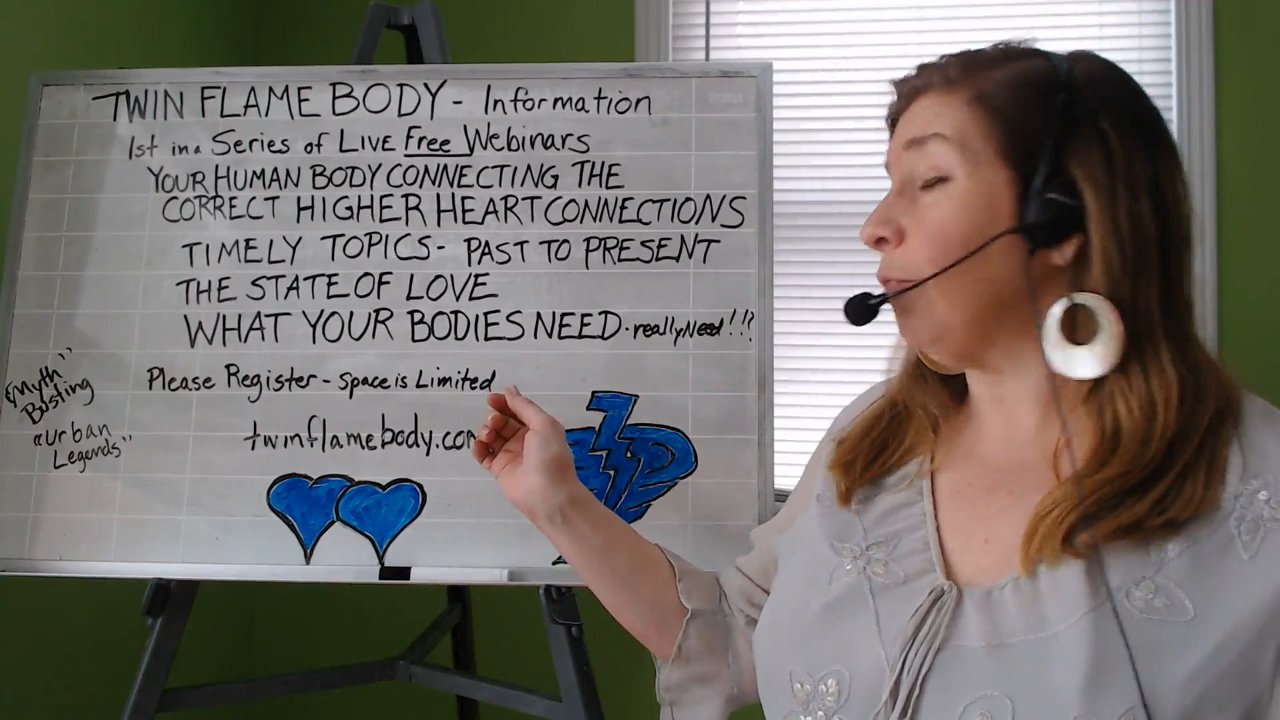 TWIN FLAME BODY - Information
1st in a Series of LIVE Free Webinars
YOUR HUMAN BODY CONNECTING THE
CORRECT HIGHER HEART CONNECTIONS
TIMELY TOPICS - PAST TO PRESENT
THE STATE OF LOVE
WHAT YOUR BODIES NEED - really Need !!?
Please Register - Space is Limited
twinflamebody.com
"Myth"
Busting
"Urban
Legends"